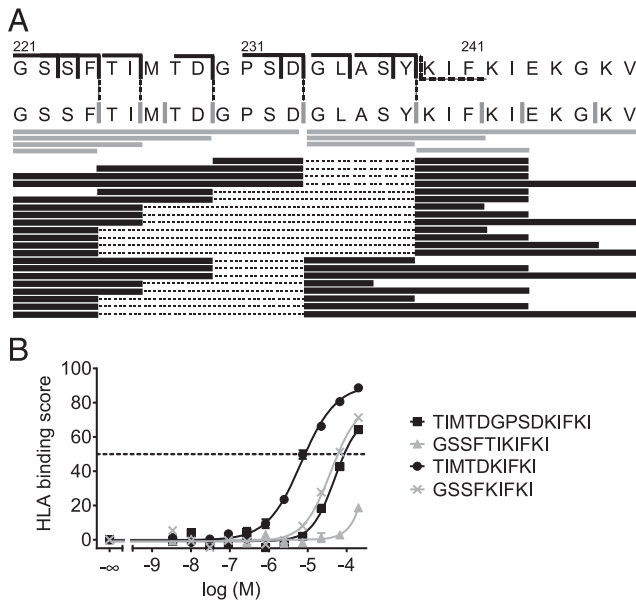 A
221 231 241
G S S F T I M T D G P S D G L A S Y K I F K I E K G K V
G S S F T I M T D G P S D G L A S Y K I F K I E K G K V
B
100
80
60
40
20
0
HLA binding score
-∞ -9 -8 -7 -6 -5 -4
log (M)
TIMTDGPSDKIFKI
GSSFTIKIFKI
TIMTDKIFKI
GSSFKIFKI